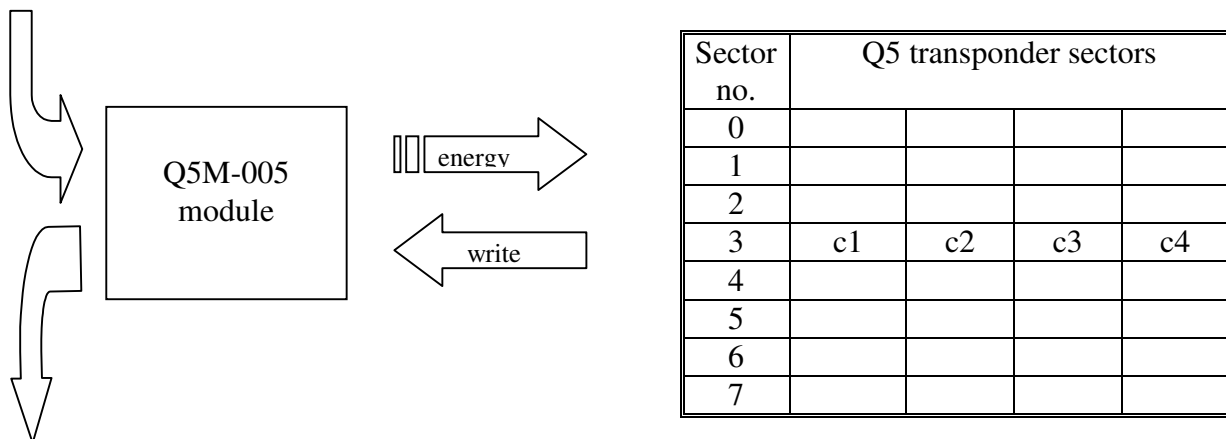 Q5M-005
module
energy
write
Sector
no.
Q5 transponder sectors
0
1
2
3 c1 c2 c3 c4
4
5
6
7